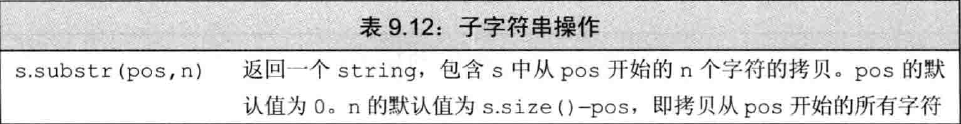 表 9.12：子字符串操作
s.substr(pos,n) 返回一个 string，包含 s 中从 pos 开始的 n 个字符的拷贝。pos 的默
认值为 0。n 的默认值为 s.size()-pos，即拷贝从 pos 开始的所有字符